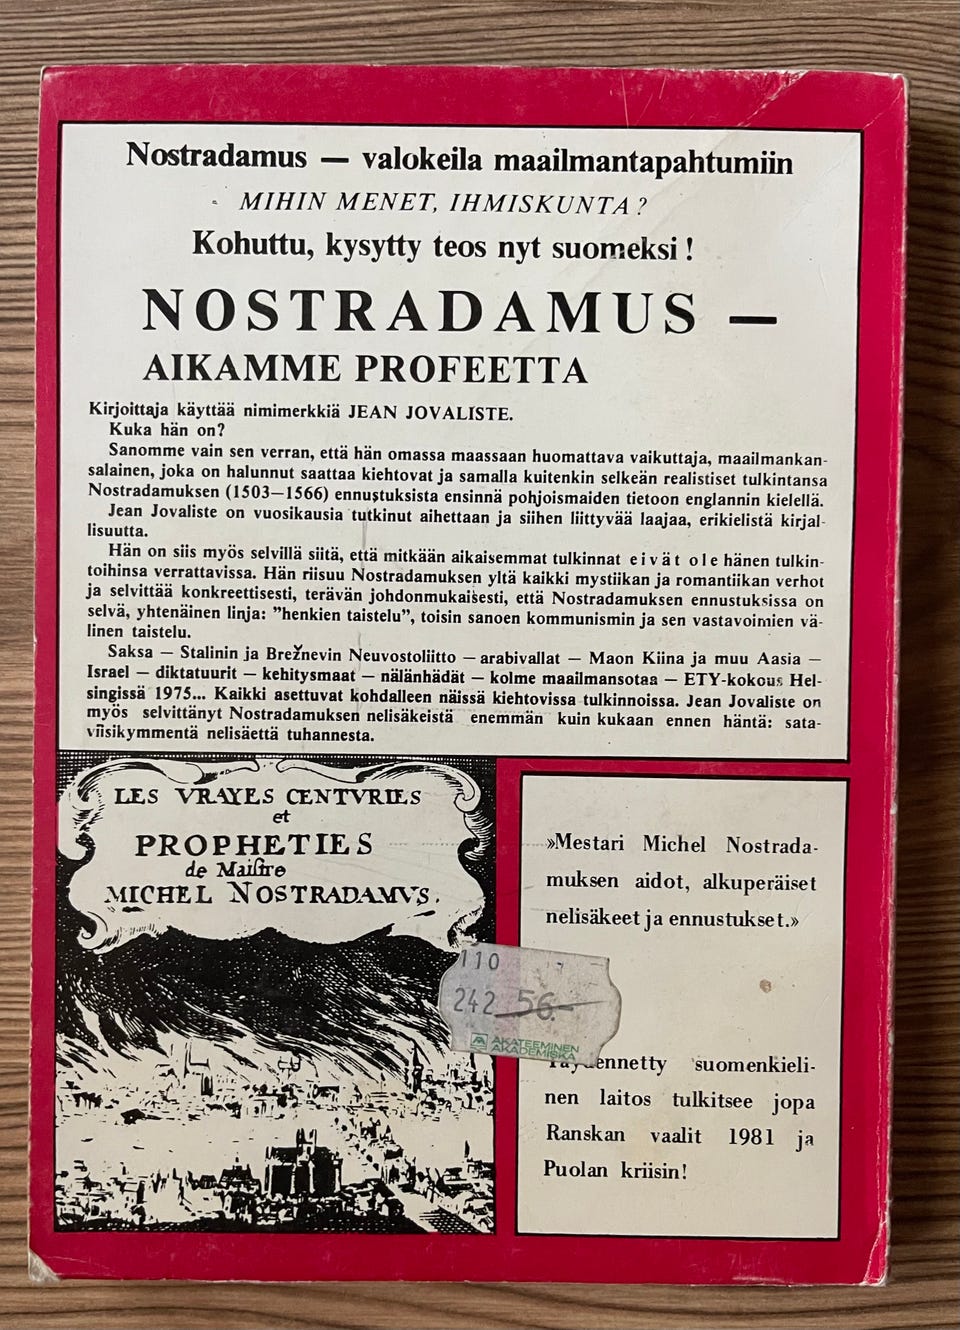 Nostradamus — valokeila maailmantapahtumiin
MIHIN MENET, IHMISKUNTA?
Kohuttu, kysytty teos nyt suomeksi!
NOSTRADAMUS —
AIKAMME PROFEETTA
Kirjoittaja käyttää nimimerkkiä JEAN JOVALISTE.
Kuka hän on?
Sanomme vain sen verran, että hän omassa maassaan huomattava vaikuttaja, maailmankan-
salainen, joka on halunnut saattaa kiehtovat ja samalla kuitenkin selkeän realistiset tulkintansa
Nostradamuksen (1503—1566) ennustuksista ensinnä pohjoismaiden tietoon englannin kielellä.
Jean Jovaliste on vuosikausia tutkinut aihettaan ja siihen liittyvää laajaa, erikielistä kirjal-
lisuutta.
Hän on siis myös selvillä siitä, että mitkään aikaisemmat tulkinnat e i v ä t o l e hänen tulkin-
toihinsa verrattavissa. Hän riisuu Nostradamuksen yltä kaikki mystiikan ja romantiikan verhot
ja selvittää konkreettisesti, terävän johdonmukaisesti, että Nostradamuksen ennustuksissa on
selvä, yhtenäinen linja: ”henkien taistelu”, toisin sanoen kommunismin ja sen vastavoimien vä-
linen taistelu.
Saksa — Stalinin ja Brežnevin Neuvostoliitto — arabivallat — Maon Kiina ja muu Aasia —
Israel — diktatuurit — kehitysmaat — nälänhädät — kolme maailmansotaa — ETY-kokous Hel-
singissä 1975... Kaikki asettuvat kohdalleen näissä kiehtovissa tulkinnoissa. Jean Jovaliste on
myös selvittänyt Nostradamuksen nelisäkeistä enemmän kuin kukaan ennen häntä: sata-
viisikymmentä nelisäettä tuhannesta.
LES VRAYES CENTVRIES
et
PROPHETIES
de Maistre
MICHEL NOSTRADAMVS.
»Mestari Michel Nostrada-
muksen aidot, alkuperäiset
nelisäkeet ja ennustukset.»
110
242 56.—
AKATEEMINEN
AKADEMISKA
suomenkieli-
nen laitos tulkitsee jopa
Ranskan vaalit 1981 ja
Puolan kriisin!